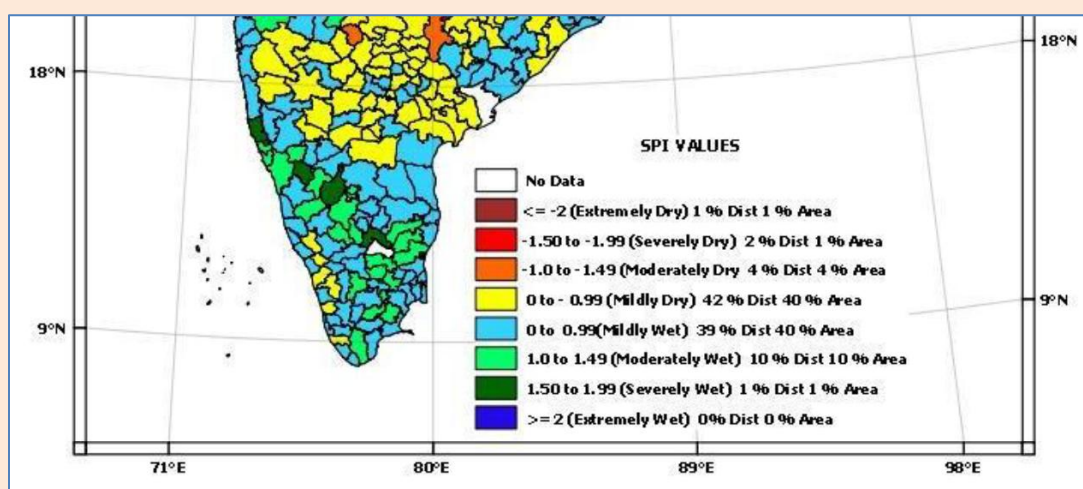 18°N
18°N
SPI VALUES
No Data
<= -2 (Extremely Dry) 1 % Dist 1 % Area
-1.50 to -1.99 (Severely Dry) 2 % Dist 1 % Area
-1.0 to -1.49 (Moderately Dry 4 % Dist 4 % Area
0 to - 0.99 (Mildly Dry) 42 % Dist 40 % Area
0 to 0.99(Mildly Wet) 39 % Dist 40 % Area
1.0 to 1.49 (Moderately Wet) 10 % Dist 10 % Area
1.50 to 1.99 (Severely Wet) 1 % Dist 1 % Area
>= 2 (Extremely Wet) 0% Dist 0 % Area
9°N
9°N
71°E 80°E 89°E 98°E